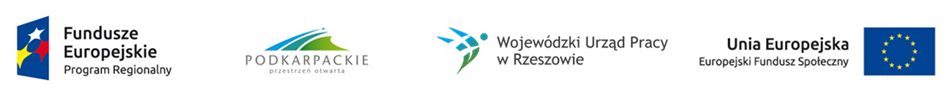 Fundusze
Europejskie
Program Regionalny
PODKARPACKIE
przestrzeń otwarta
Wojewódzki Urząd Pracy
w Rzeszowie
Unia Europejska
Europejski Fundusz Społeczny